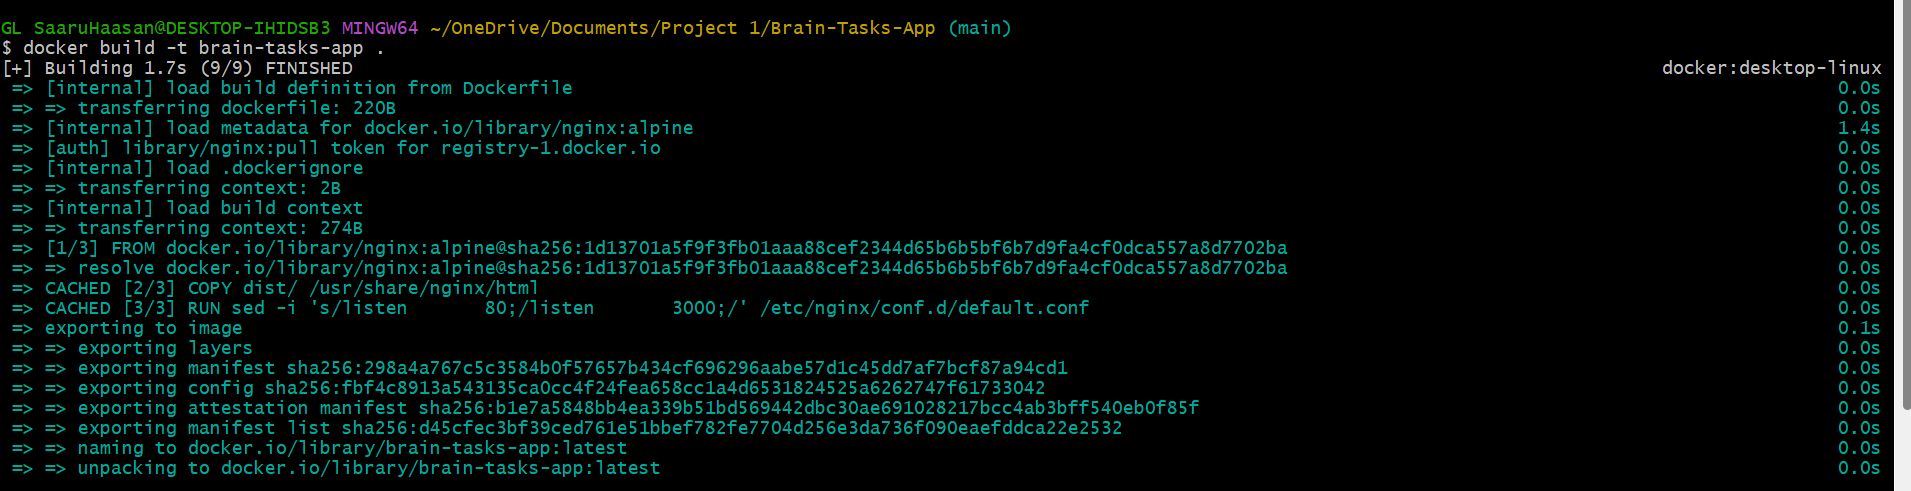 GL SaaruHaasan@DESKTOP-IHIDSB3 MINGW64 ~/OneDrive/Documents/Project 1/Brain-Tasks-App (main)
$ docker build -t brain-tasks-app .
[+] Building 1.7s (9/9) FINISHED docker:desktop-linux
=> [internal] load build definition from Dockerfile 0.0s
=> => transferring dockerfile: 220B 0.0s
=> [internal] load metadata for docker.io/library/nginx:alpine 1.4s
=> [auth] library/nginx:pull token for registry-1.docker.io 0.0s
=> [internal] load .dockerignore 0.0s
=> => transferring context: 2B 0.0s
=> [internal] load build context 0.0s
=> => transferring context: 274B 0.0s
=> [1/3] FROM docker.io/library/nginx:alpine@sha256:1d13701a5f9f3fb01aaa88cef2344d65b6b5bf6b7d9fa4cf0dca557a8d7702ba 0.0s
=> => resolve docker.io/library/nginx:alpine@sha256:1d13701a5f9f3fb01aaa88cef2344d65b6b5bf6b7d9fa4cf0dca557a8d7702ba 0.0s
=> CACHED [2/3] COPY dist/ /usr/share/nginx/html 0.0s
=> CACHED [3/3] RUN sed -i 's/listen       80;/listen       3000;/' /etc/nginx/conf.d/default.conf 0.0s
=> exporting to image 0.1s
=> => exporting layers 0.0s
=> => exporting manifest sha256:298a4a767c5c3584b0f57657b434cf696296aabe57d1c45dd7af7bcf87a94cd1 0.0s
=> => exporting config sha256:fbf4c8913a543135ca0cc4f24fea658cc1a4d6531824525a6262747f61733042 0.0s
=> => exporting attestation manifest sha256:b1e7a5848bb4ea339b51bd569442dbc30ae691028217bcc4ab3bff540eb0f85f 0.0s
=> => exporting manifest list sha256:d45cfec3bf39ced761e51bbef782fe7704d256e3da736f090eaefddca22e2532 0.0s
=> => naming to docker.io/library/brain-tasks-app:latest 0.0s
=> => unpacking to docker.io/library/brain-tasks-app:latest 0.0s